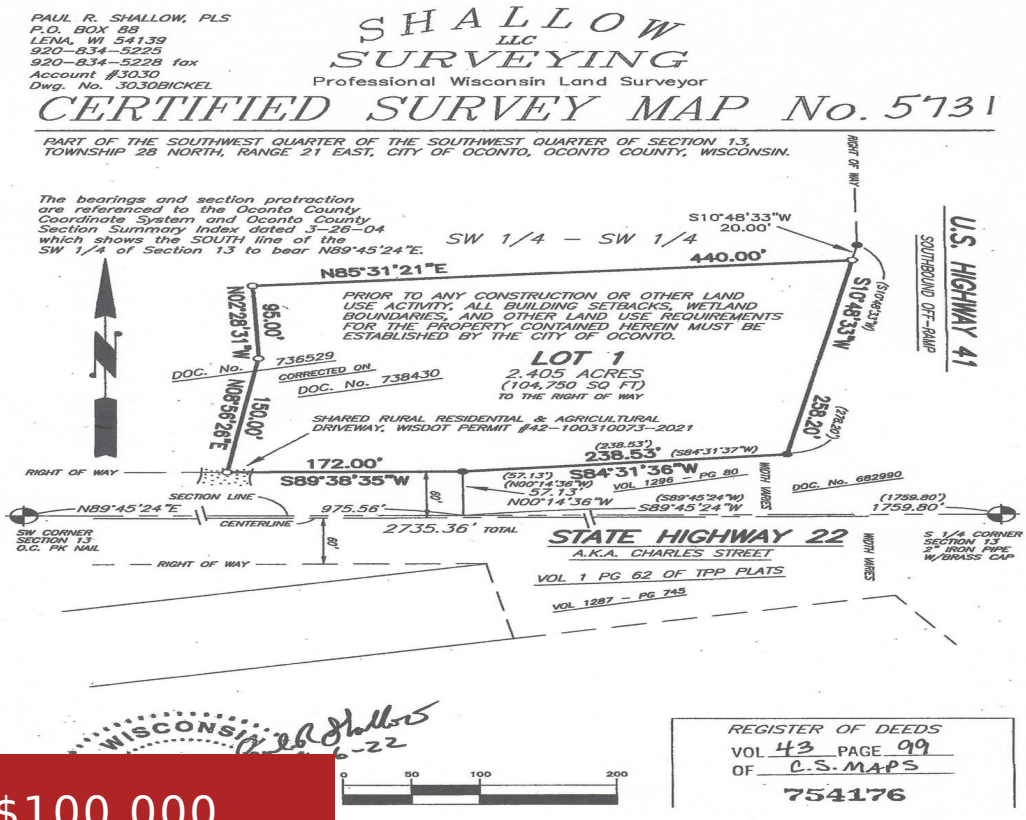 PAUL R. SHALLOW, PLS
P.O. BOX 88
LENA, WI 54139
920-834-5225
920-834-5228 fax
Account #3030
Dwg. No. 3030BICKEL
SHALLOW
LLC
SURVEYING
Professional Wisconsin Land Surveyor
CERTIFIED SURVEY MAP No. 5731
PART OF THE SOUTHWEST QUARTER OF THE SOUTHWEST QUARTER OF SECTION 13,
TOWNSHIP 28 NORTH, RANGE 21 EAST, CITY OF OCONTO, OCONTO COUNTY, WISCONSIN.
RIGHT OF WAY
The bearings and section protraction
are referenced to the Oconto County
Coordinate System and Oconto County
Section Summary Index dated 3-26-04
which shows the SOUTH line of the
SW 1/4 of Section 13 to bear N89°45'24"E.
SW 1/4 - SW 1/4
S10°48'33"W
20.00'
N85°31'21"E
440.00'
(S10°48'33"W)
S10°48'33"W
U.S. HIGHWAY 41
SOUTHBOUND OFF-RAMP
N
N02°28'31"W
95.00'
PRIOR TO ANY CONSTRUCTION OR OTHER LAND
USE ACTIVITY, ALL BUILDING SETBACKS, WETLAND
BOUNDARIES, AND OTHER LAND USE REQUIREMENTS
FOR THE PROPERTY CONTAINED HEREIN MUST BE
ESTABLISHED BY THE CITY OF OCONTO.
DOC. No. 736529
CORRECTED ON
DOC. No. 738430
LOT 1
2.405 ACRES
(104,750 SQ FT)
TO THE RIGHT OF WAY
N08°56'26"E
150.00'
258.20'
(278.20')
SHARED RURAL RESIDENTIAL & AGRICULTURAL
DRIVEWAY, WISDOT PERMIT #42-100310073-2021
RIGHT OF WAY
172.00'
S89°38'35"W
(238.53')
238.53'
(S84°31'37"W)
S84°31'36"W
VOL 1296 - PG 80
(57.13')
(N00°14'36"W)
57.13'
N00°14'36"W
60'
WIDTH VARIES
DOC. No. 682990
SECTION LINE
N89°45'24"E
CENTERLINE
975.56'
2735.36' TOTAL
(S89°45'24"W)
S89°45'24"W
(1759.80')
1759.80'
SW CORNER
SECTION 13
O.C. PK NAIL
60'
RIGHT OF WAY
STATE HIGHWAY 22
A.K.A. CHARLES STREET
VOL 1 PG 62 OF TPP PLATS
VOL 1287 - PG 745
WIDTH VARIES
S 1/4 CORNER
SECTION 13
2" IRON PIPE
W/BRASS CAP
WISCONSIN
Paul R Shallow
6-22
0 50 100 200
REGISTER OF DEEDS
VOL 43 PAGE 99
OF C.S. MAPS
754176
$100,000